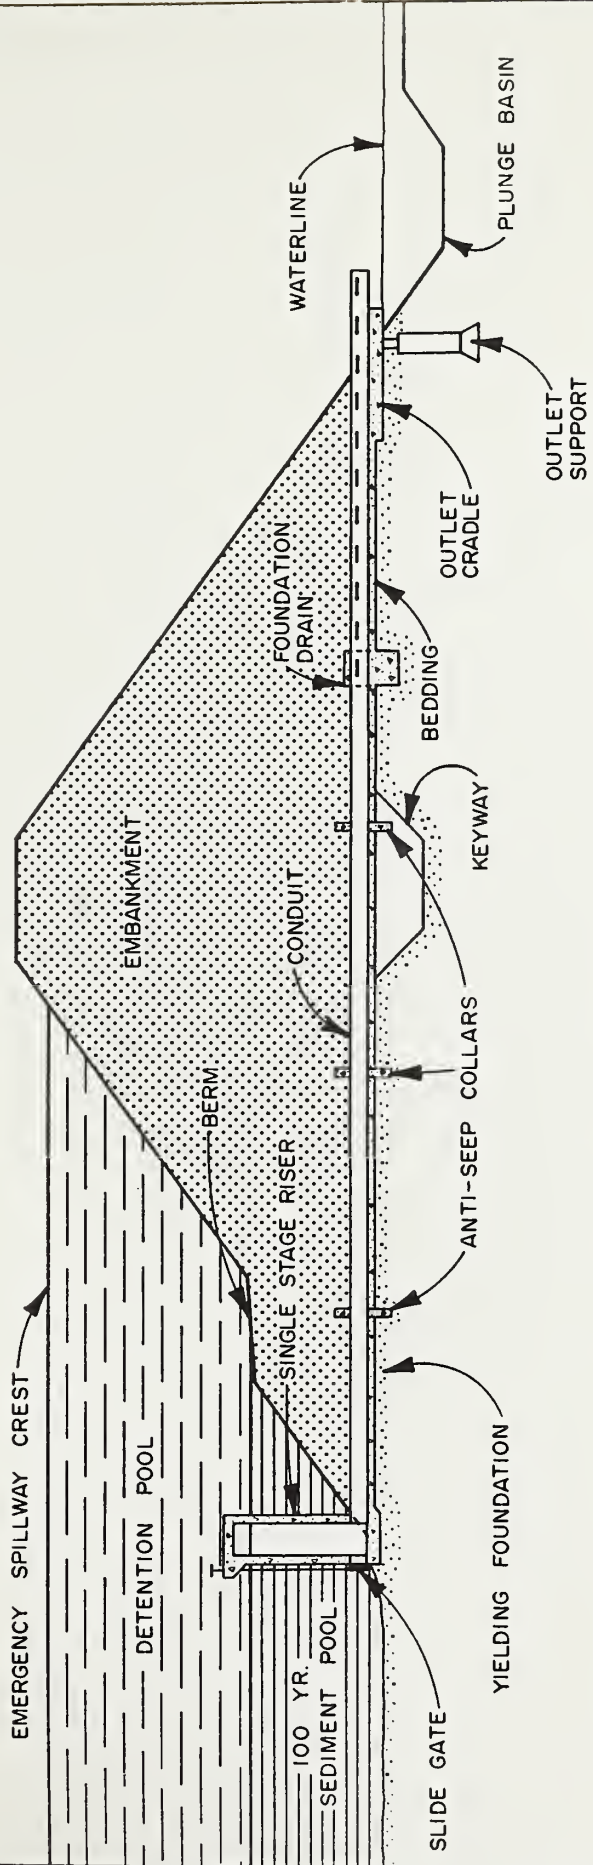 EMERGENCY SPILLWAY CREST
DETENTION POOL
100 YR.
SEDIMENT POOL
SLIDE GATE
YIELDING FOUNDATION
SINGLE STAGE RISER
BERM
ANTI-SEEP COLLARS
CONDUIT
EMBANKMENT
KEYWAY
BEDDING
FOUNDATION
DRAIN
OUTLET
CRADLE
OUTLET
SUPPORT
WATERLINE
PLUNGE BASIN